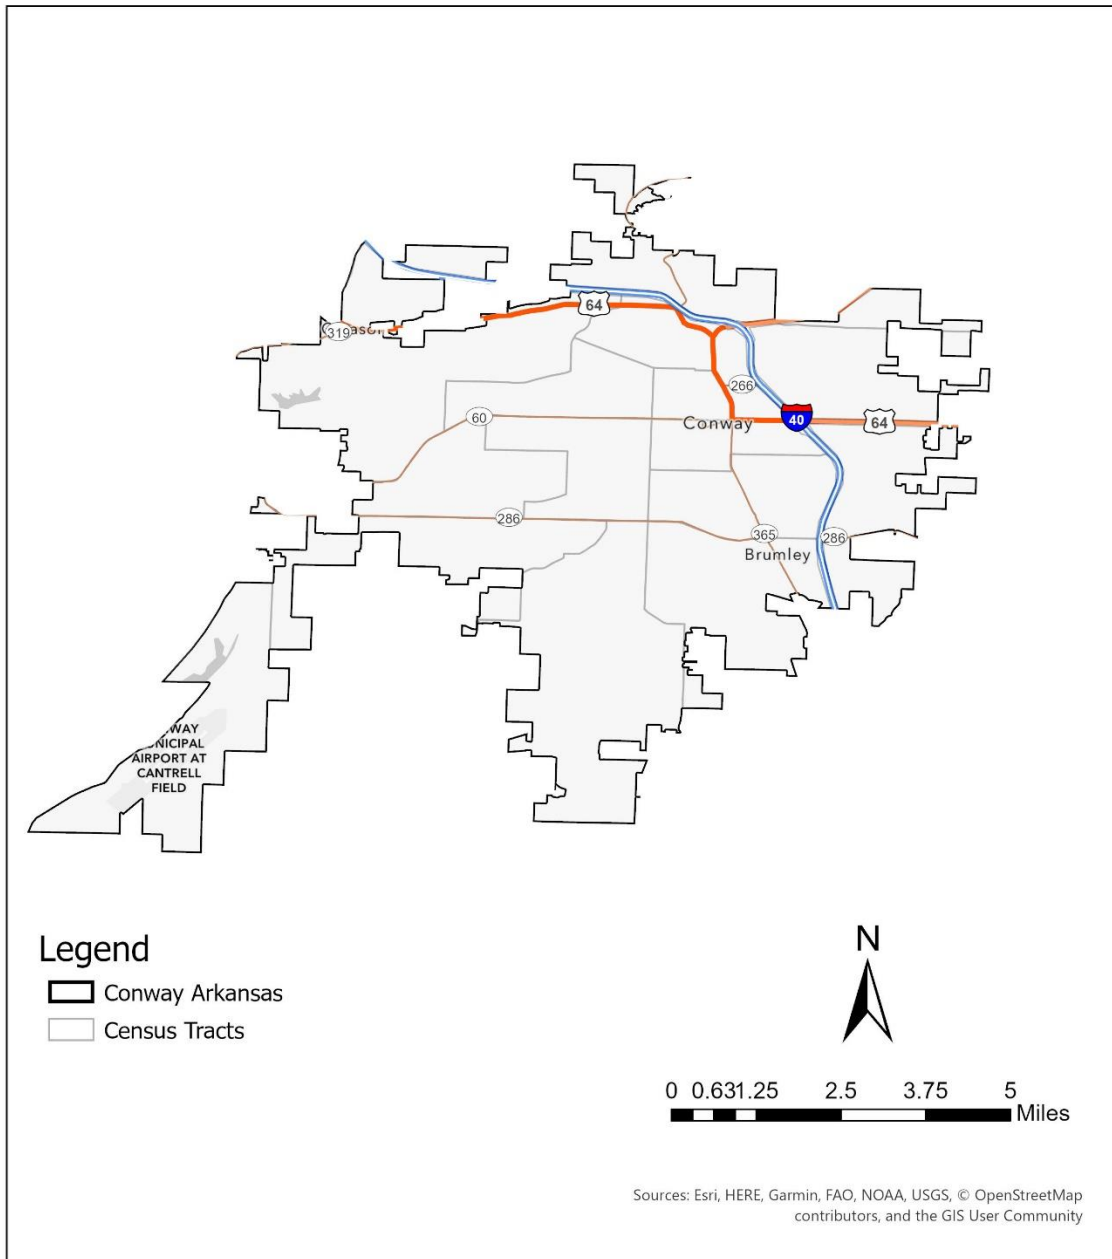 64
319
266
60
Conway
40
64
286
365
286
Brumley
AIRPORT AT
CANTRELL
FIELD
Legend
Conway Arkansas
Census Tracts
N
0 0.631.25 2.5 3.75 5
Miles
Sources: Esri, HERE, Garmin, FAO, NOAA, USGS, © OpenStreetMap
contributors, and the GIS User Community